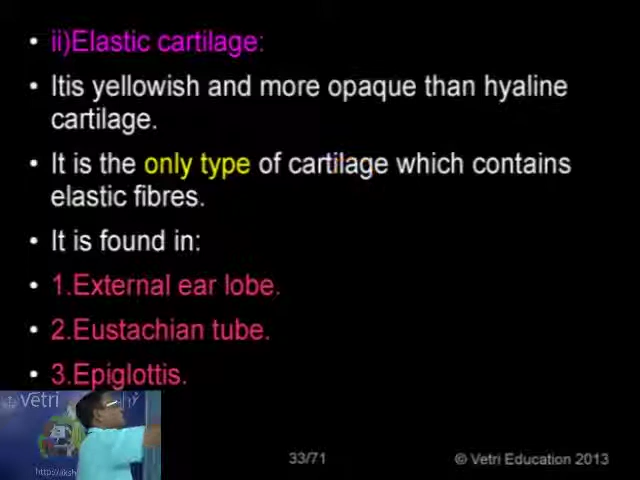 • ii)Elastic cartilage:
• Itis yellowish and more opaque than hyaline
cartilage.
• It is the only type of cartilage which contains
elastic fibres.
• It is found in:
• 1.External ear lobe.
• 2.Eustachian tube.
• 3.Epiglottis.
Vetri
33/71
© Vetri Education 2013